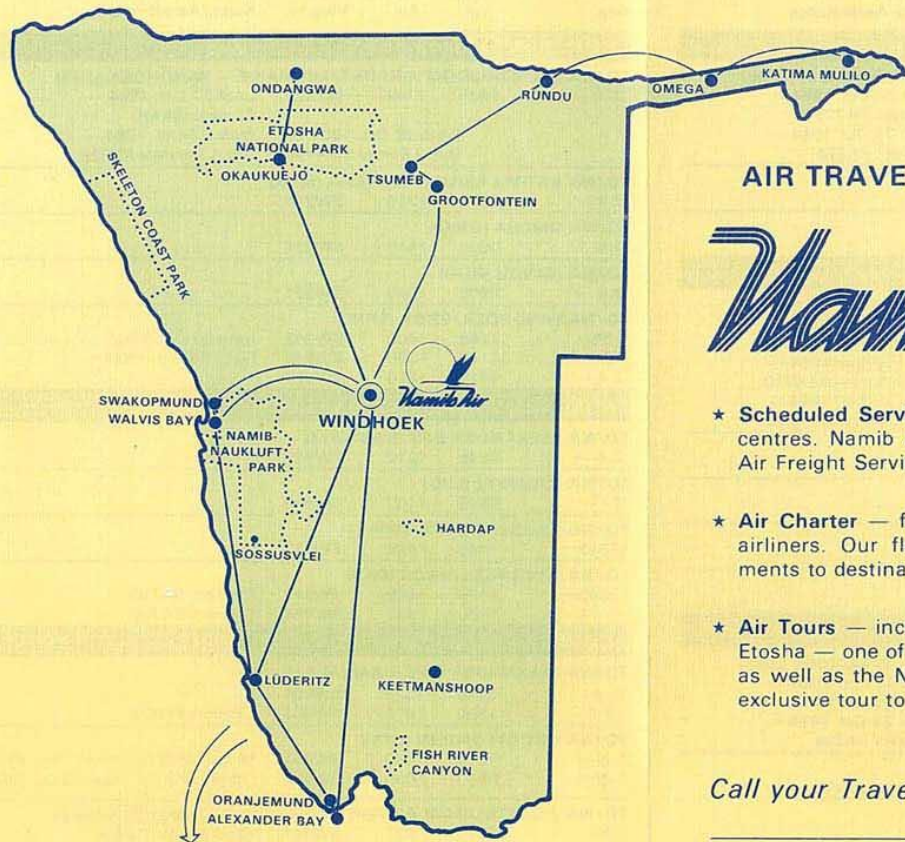 ONDANGWA
ETOSHA
NATIONAL PARK
OKAUKUEJO
RUNDU
OMEGA
KATIMA MULILO
TSUMEB
GROOTFONTEIN
SKELETON COAST PARK
SWAKOPMUND
WALVIS BAY
Namib Air
WINDHOEK
NAMIB-
NAUKLUFT
PARK
HARDAP
SOSSUSVLEI
LÜDERITZ
KEETMANSHOOP
FISH RIVER
CANYON
ORANJEMUND
ALEXANDER BAY
AIR TRAVE
Nam
★ Scheduled Serv
centres. Namib
Air Freight Servi
★ Air Charter — f
airliners. Our fl
ments to destina
★ Air Tours — inc
Etosha — one of
as well as the N
exclusive tour to
Call your Trave